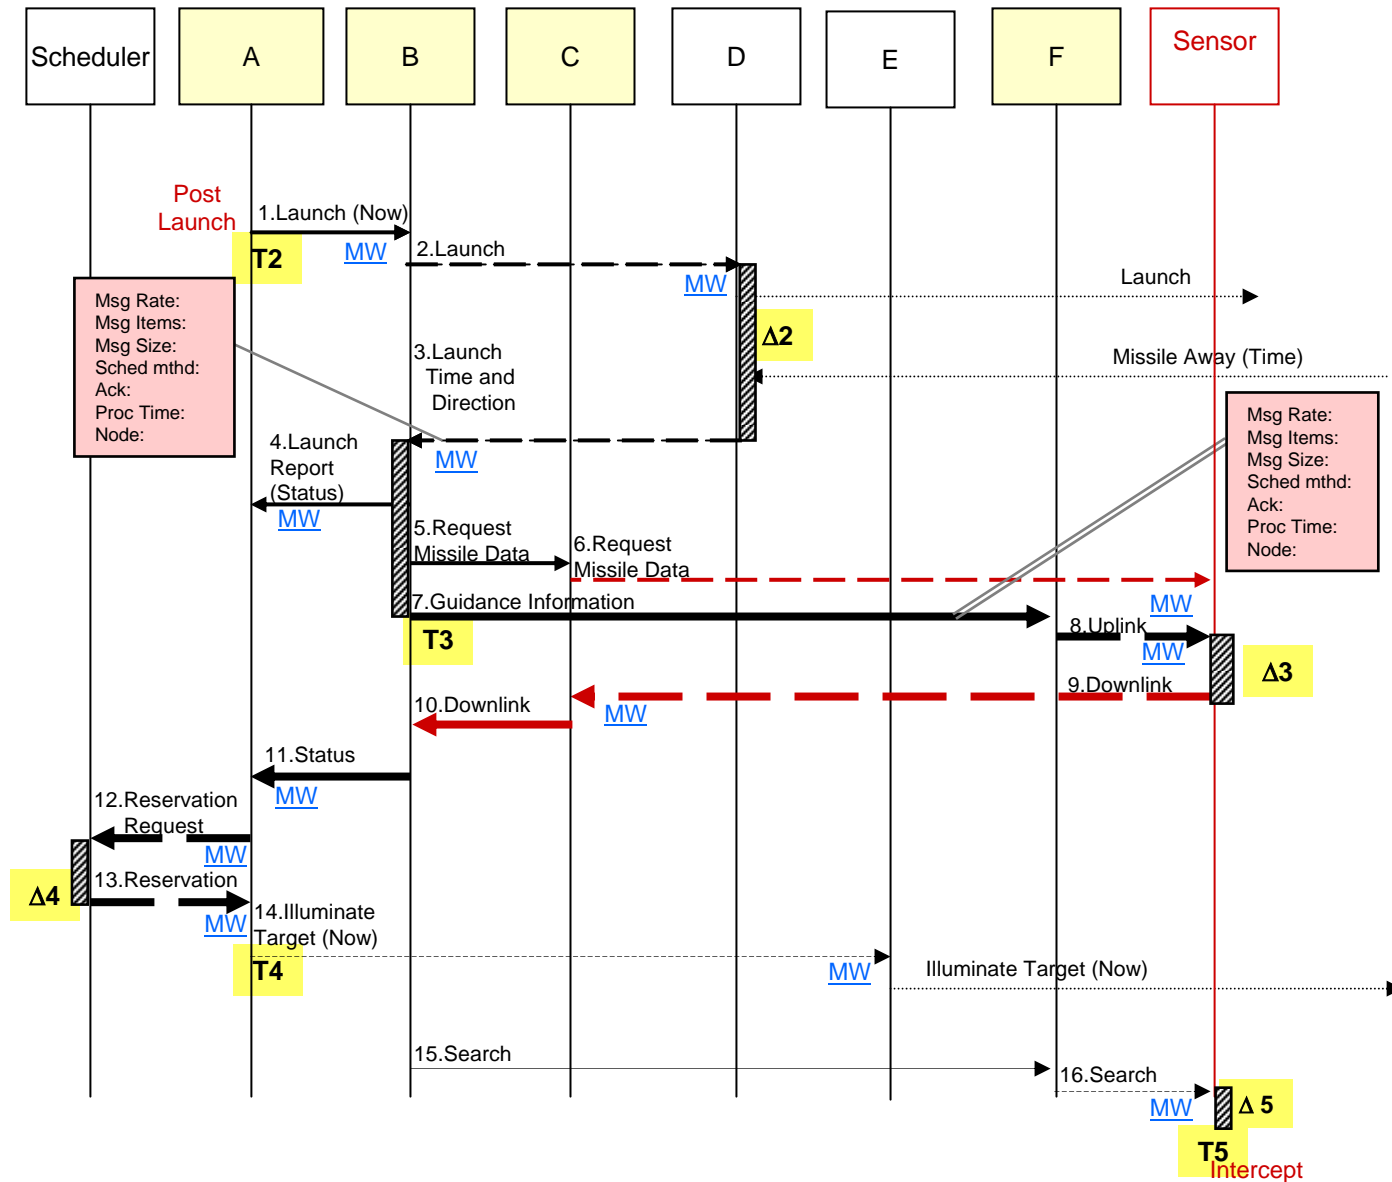 Scheduler
A
B
C
D
E
F
Sensor
Post
Launch
1.Launch (Now)
T2
MW
2.Launch
MW
Launch
Δ2
Msg Rate:
Msg Items:
Msg Size:
Sched mthd:
Ack:
Proc Time:
Node:
3.Launch
Time and
Direction
Missile Away (Time)
MW
Msg Rate:
Msg Items:
Msg Size:
Sched mthd:
Ack:
Proc Time:
Node:
4.Launch
Report
(Status)
MW
5.Request
Missile Data
6.Request
Missile Data
MW
7.Guidance Information
T3
8.Uplink
MW
Δ3
9.Downlink
MW
10.Downlink
11.Status
MW
12.Reservation
Request
MW
Δ4
13.Reservation
MW
14.Illuminate
Target (Now)
T4
MW
Illuminate Target (Now)
15.Search
16.Search
MW
Δ 5
T5
Intercept